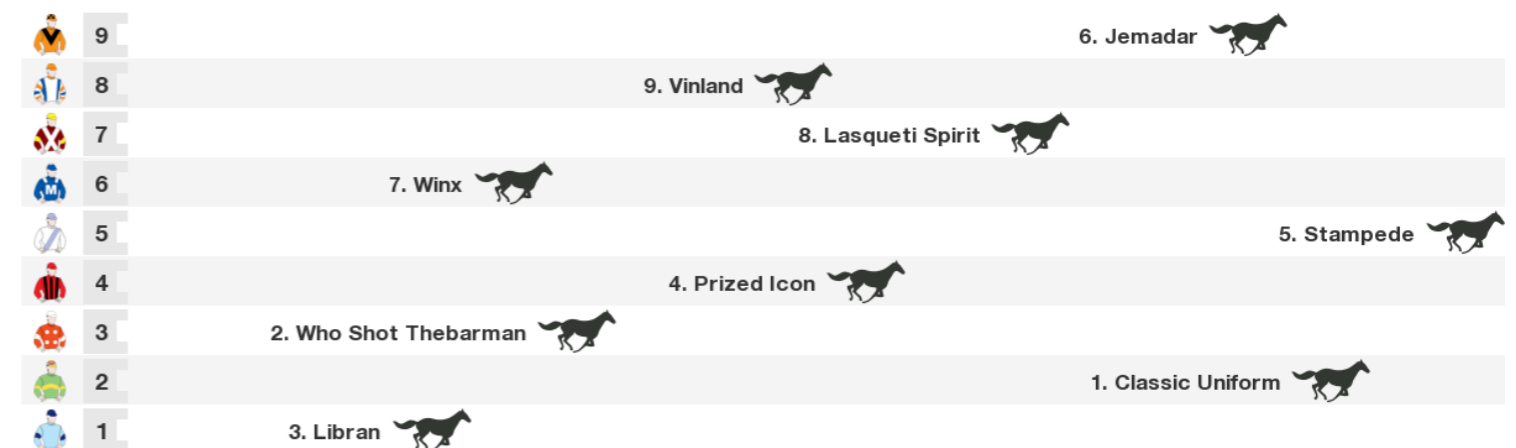 9 6. Jemadar
8 9. Vinland
7 8. Lasqueti Spirit
6 7. Winx
M
5 5. Stampede
4 4. Prized Icon
3 2. Who Shot Thebarman
2 1. Classic Uniform
1 3. Libran